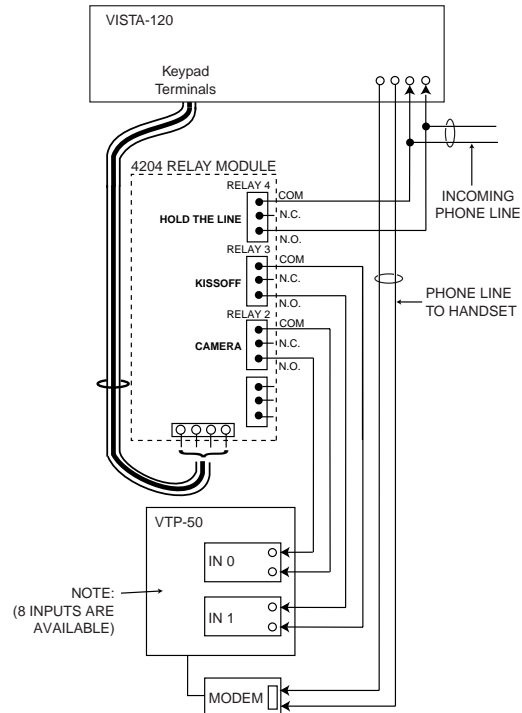 VISTA-120
Keypad
Terminals
4204 RELAY MODULE
RELAY 4
COM
HOLD THE LINE
N.C.
N.O.
INCOMING
PHONE LINE
RELAY 3
COM
KISSOFF
N.C.
N.O.
PHONE LINE
TO HANDSET
RELAY 2
COM
CAMERA
N.C.
N.O.
VTP-50
IN 0
NOTE:
(8 INPUTS ARE
AVAILABLE)
IN 1
MODEM